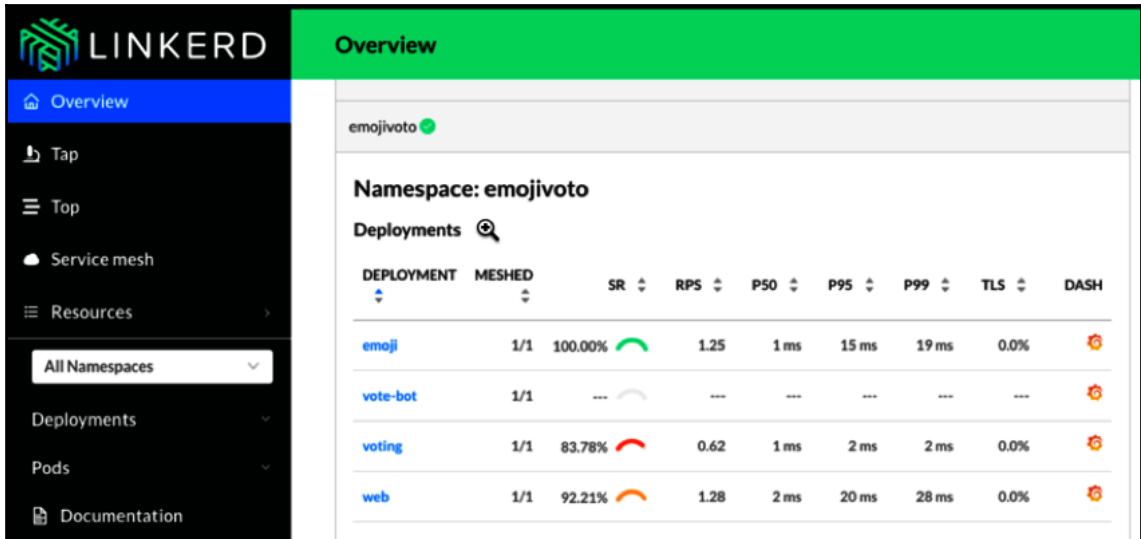 LINKERD
Overview
Tap
Top
Service mesh
Resources
All Namespaces
Deployments
Pods
Documentation
Overview
emojivoto
Namespace: emojivoto
Deployments
DEPLOYMENT MESHED SR RPS P50 P95 P99 TLS DASH
emoji 1/1 100.00% 1.25 1 ms 15 ms 19 ms 0.0%
vote-bot 1/1 --- --- --- --- --- ---
voting 1/1 83.78% 0.62 1 ms 2 ms 2 ms 0.0%
web 1/1 92.21% 1.28 2 ms 20 ms 28 ms 0.0%